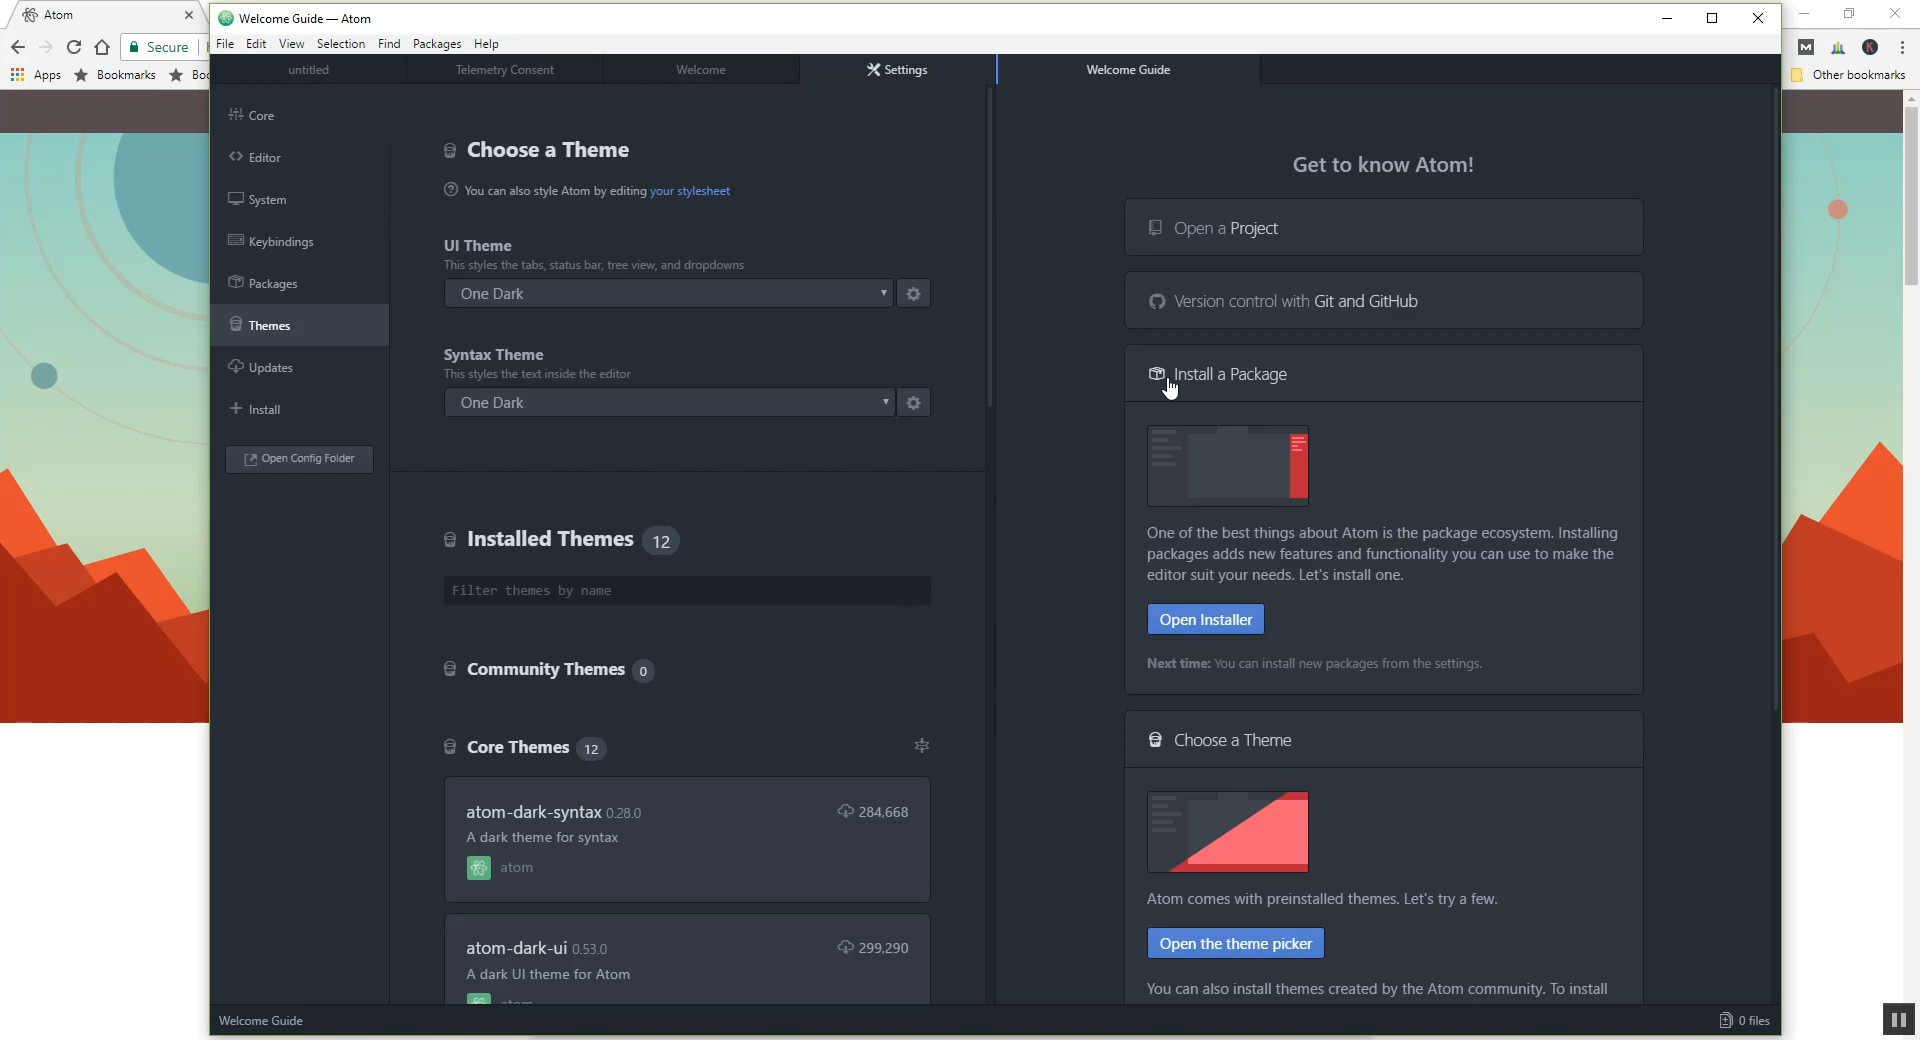 Atom
Welcome Guide — Atom
Secure
File Edit View Selection Find Packages Help
Apps Bookmarks
Other bookmarks
untitled Telemetry Consent Welcome Settings Welcome Guide
Core
Editor
System
Keybindings
Packages
Themes
Updates
Install
Open Config Folder
Choose a Theme
You can also style Atom by editing your stylesheet
UI Theme
This styles the tabs, status bar, tree view, and dropdowns
One Dark
Syntax Theme
This styles the text inside the editor
One Dark
Installed Themes 12
Filter themes by name
Community Themes 0
Core Themes 12
atom-dark-syntax 0.28.0 284,668
A dark theme for syntax
atom
atom-dark-ui 0.53.0 299,290
A dark UI theme for Atom
Get to know Atom!
Open a Project
Version control with Git and GitHub
Install a Package
One of the best things about Atom is the package ecosystem. Installing
packages adds new features and functionality you can use to make the
editor suit your needs. Let's install one.
Open Installer
Next time: You can install new packages from the settings.
Choose a Theme
Atom comes with preinstalled themes. Let's try a few.
Open the theme picker
You can also install themes created by the Atom community. To install
Welcome Guide
0 files